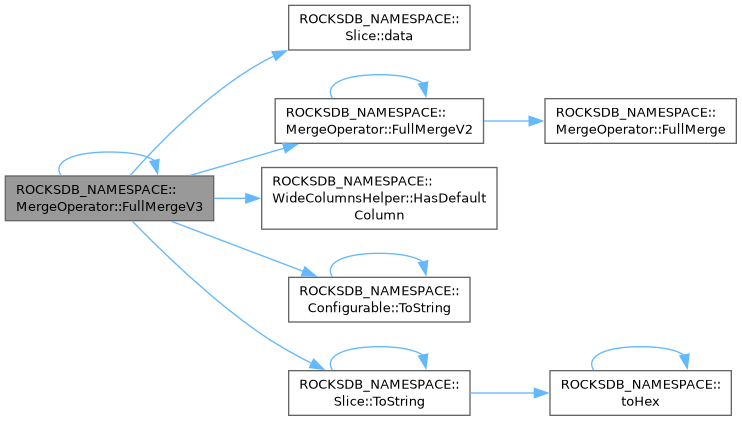 ROCKSDB_NAMESPACE::
MergeOperator::FullMergeV3
ROCKSDB_NAMESPACE::
Slice::data
ROCKSDB_NAMESPACE::
MergeOperator::FullMergeV2
ROCKSDB_NAMESPACE::
MergeOperator::FullMerge
ROCKSDB_NAMESPACE::
WideColumnsHelper::HasDefault
Column
ROCKSDB_NAMESPACE::
Configurable::ToString
ROCKSDB_NAMESPACE::
Slice::ToString
ROCKSDB_NAMESPACE::
toHex